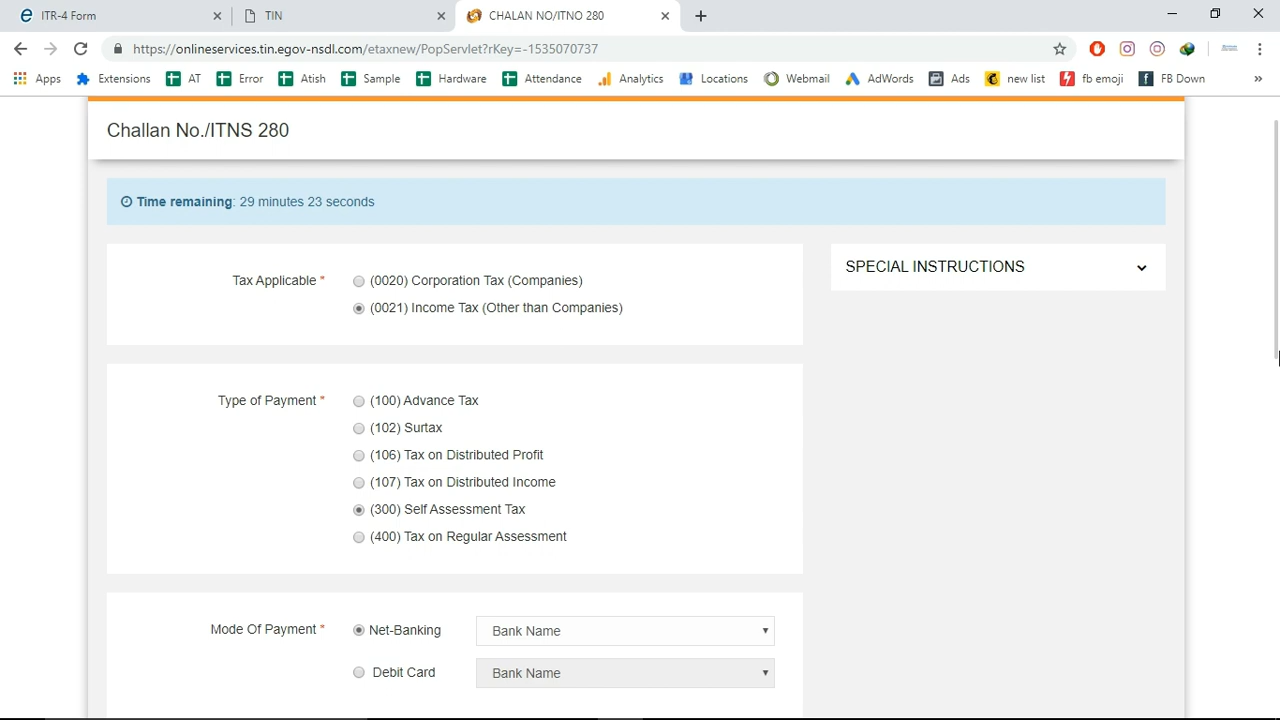 ITR-4 Form
TIN
CHALAN NO/ITNO 280
https://onlineservices.tin.egov-nsdl.com/etaxnew/PopServlet?rKey=-1535070737
Apps Extensions AT Error Atish Sample Hardware Attendance Analytics Locations Webmail AdWords Ads new list fb emoji FB Down »
Challan No./ITNS 280
Time remaining: 29 minutes 23 seconds
Tax Applicable * (0020) Corporation Tax (Companies)
(0021) Income Tax (Other than Companies)
SPECIAL INSTRUCTIONS
Type of Payment * (100) Advance Tax
(102) Surtax
(106) Tax on Distributed Profit
(107) Tax on Distributed Income
(300) Self Assessment Tax
(400) Tax on Regular Assessment
Mode Of Payment * Net-Banking Bank Name
Debit Card Bank Name